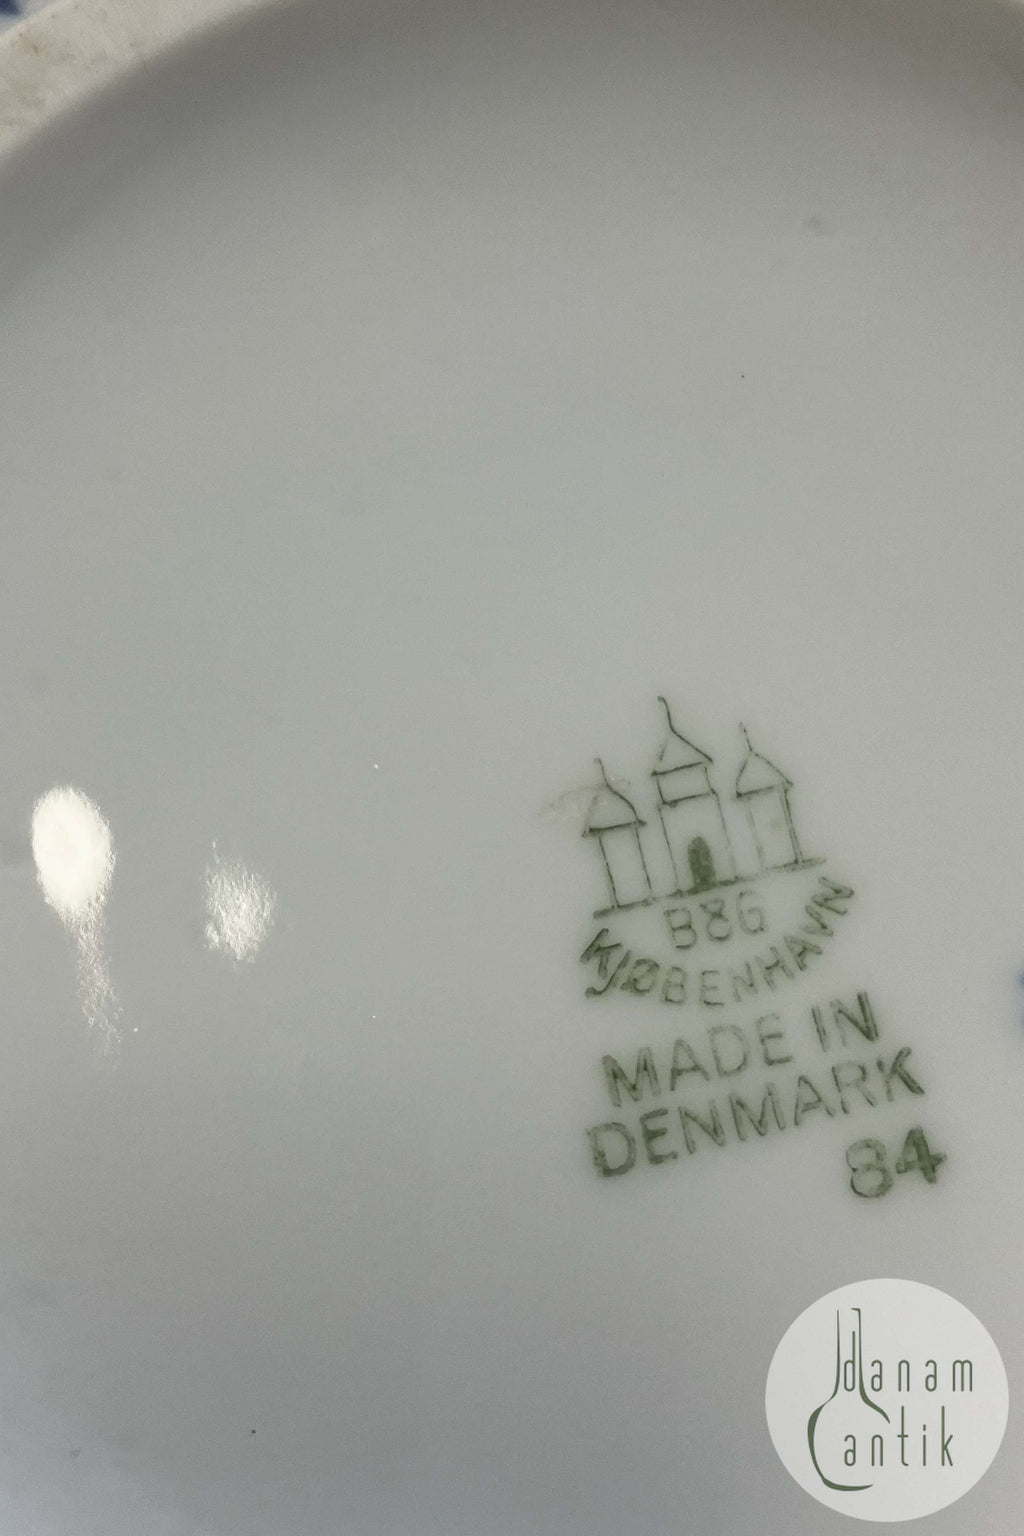 B&G
KJØBENHAVN
MADE IN
DENMARK
84
danam
antik